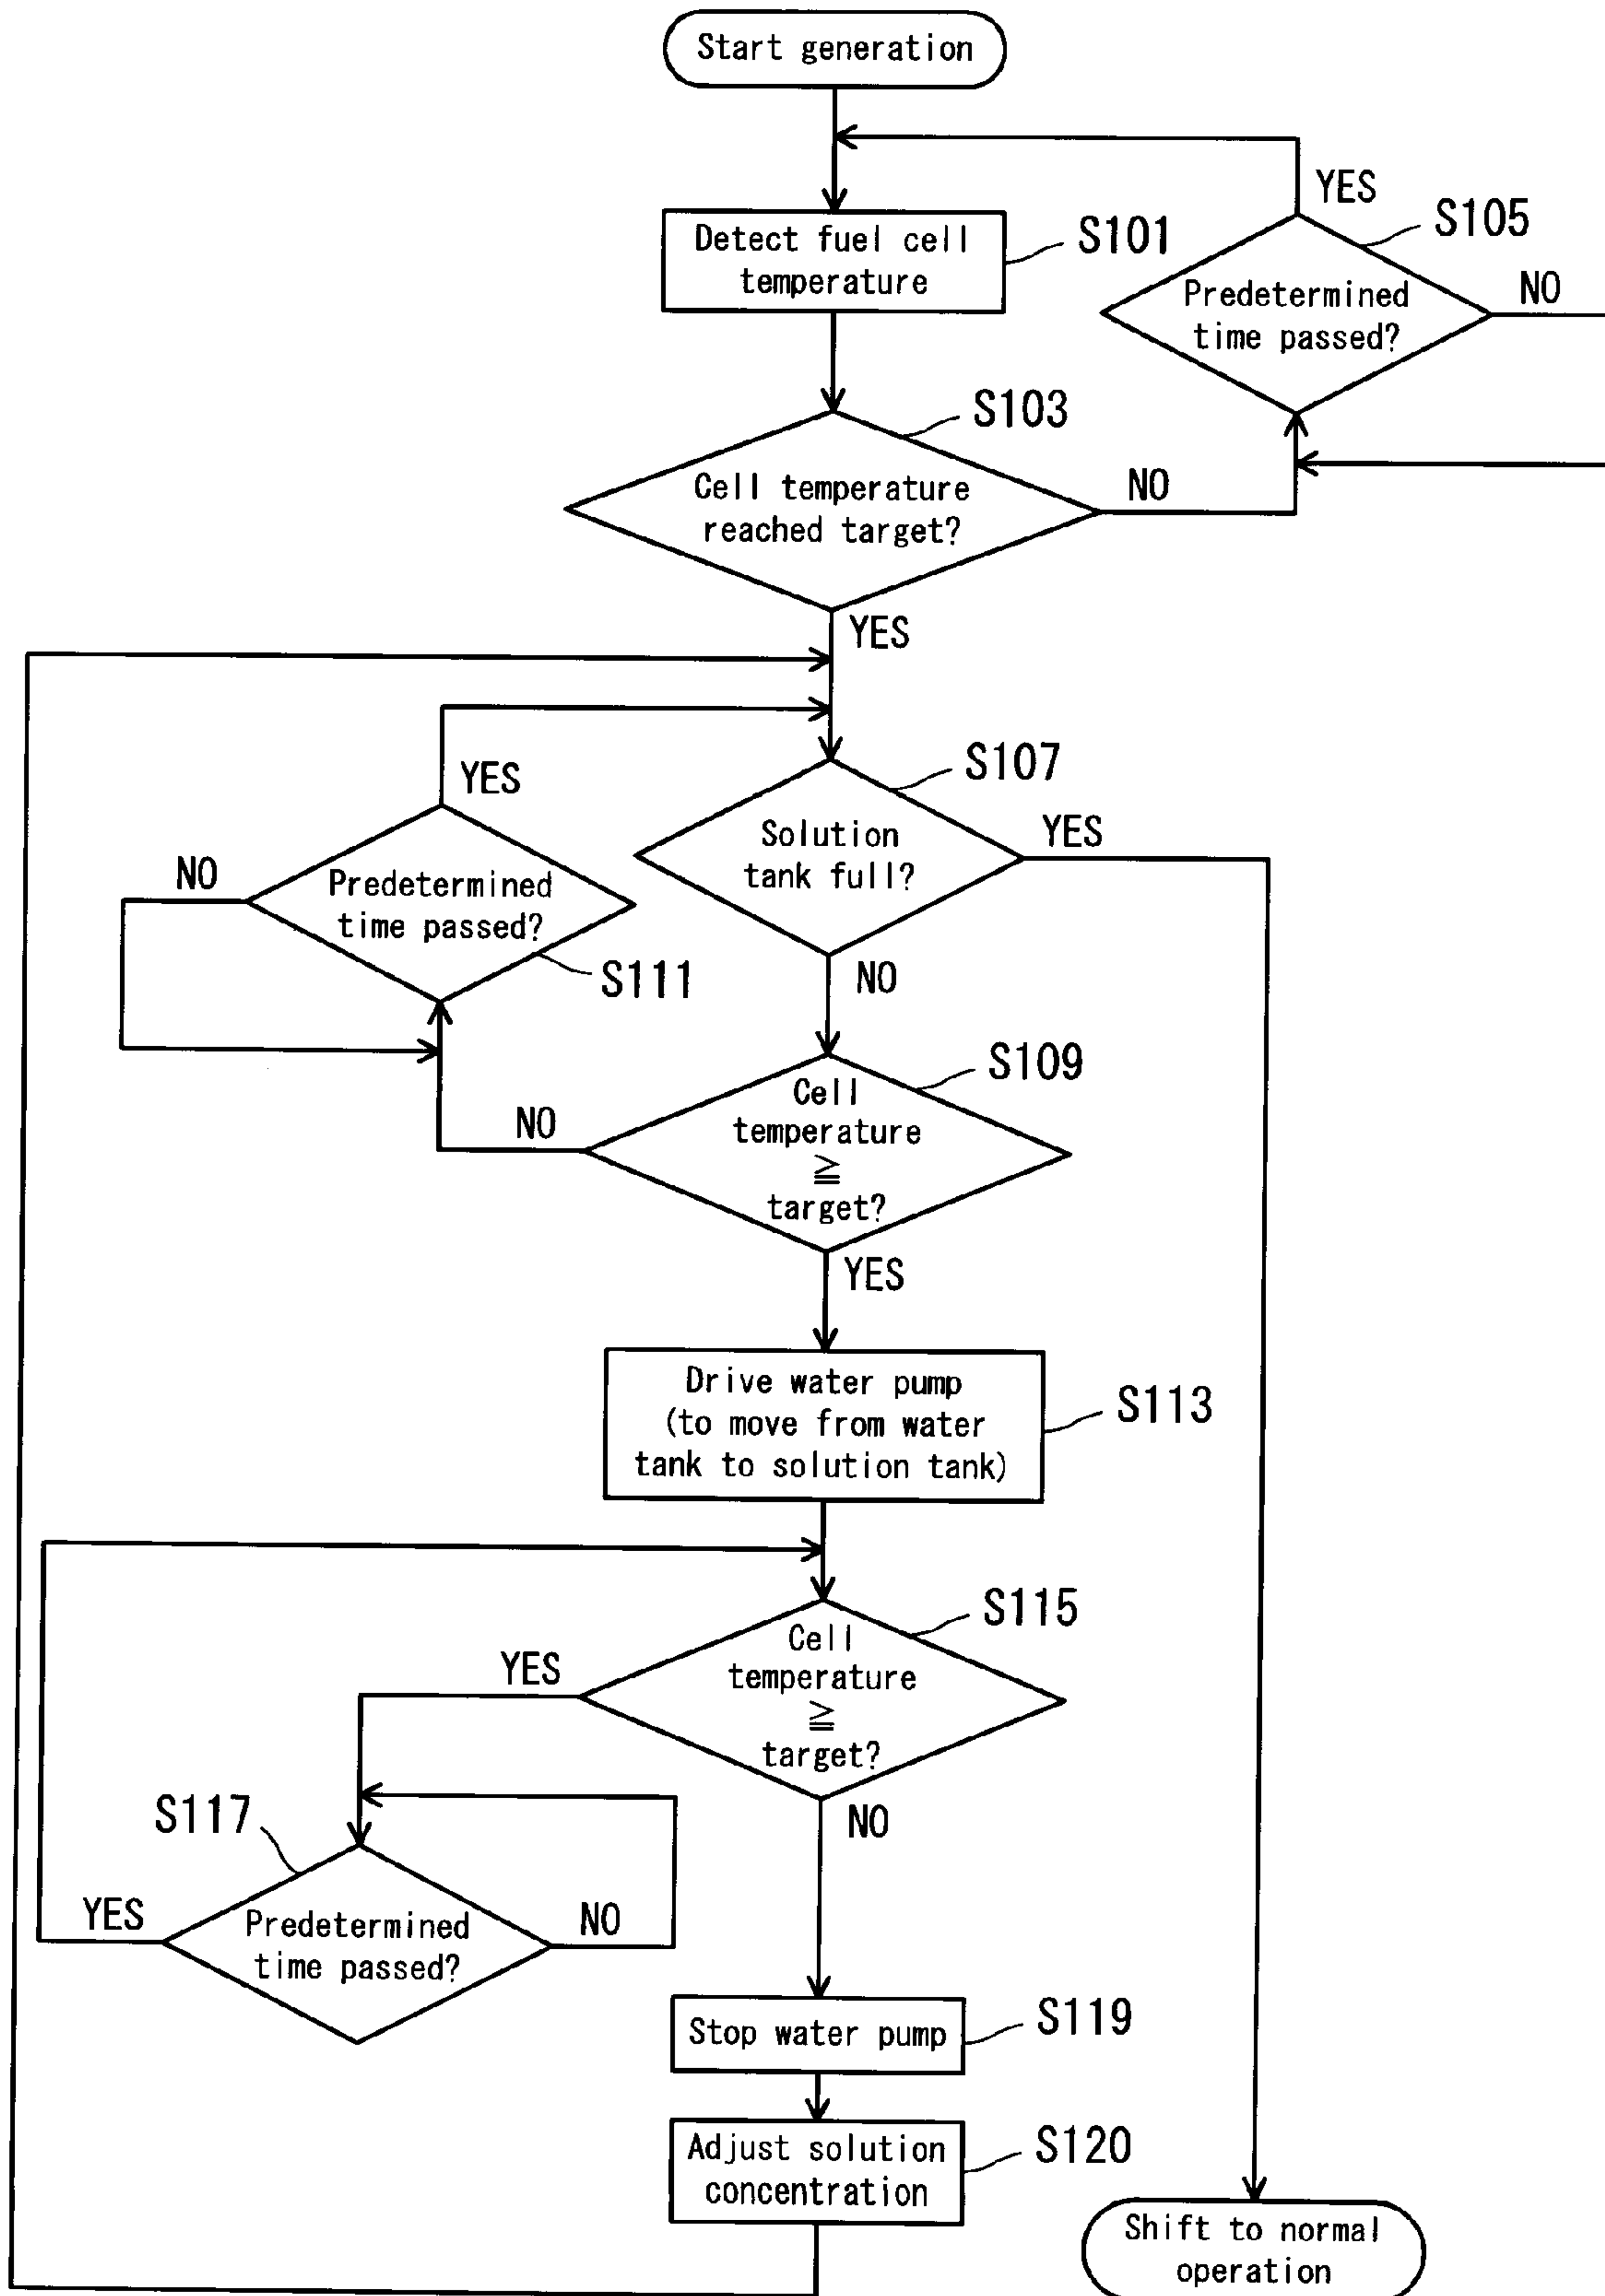 Start generation
YES
S105
Detect fuel cell
temperature
S101
Predetermined
time passed?
NO
S103
Cell temperature
reached target?
NO
YES
S107
YES
Solution
tank full?
YES
NO
Predetermined
time passed?
S111
NO
S109
Cell
temperature
≧
target?
NO
YES
Drive water pump
(to move from water
tank to solution tank)
S113
S115
Cell
temperature
≧
target?
YES
NO
S117
Predetermined
time passed?
YES
NO
Stop water pump
S119
Adjust solution
concentration
S120
Shift to normal
operation